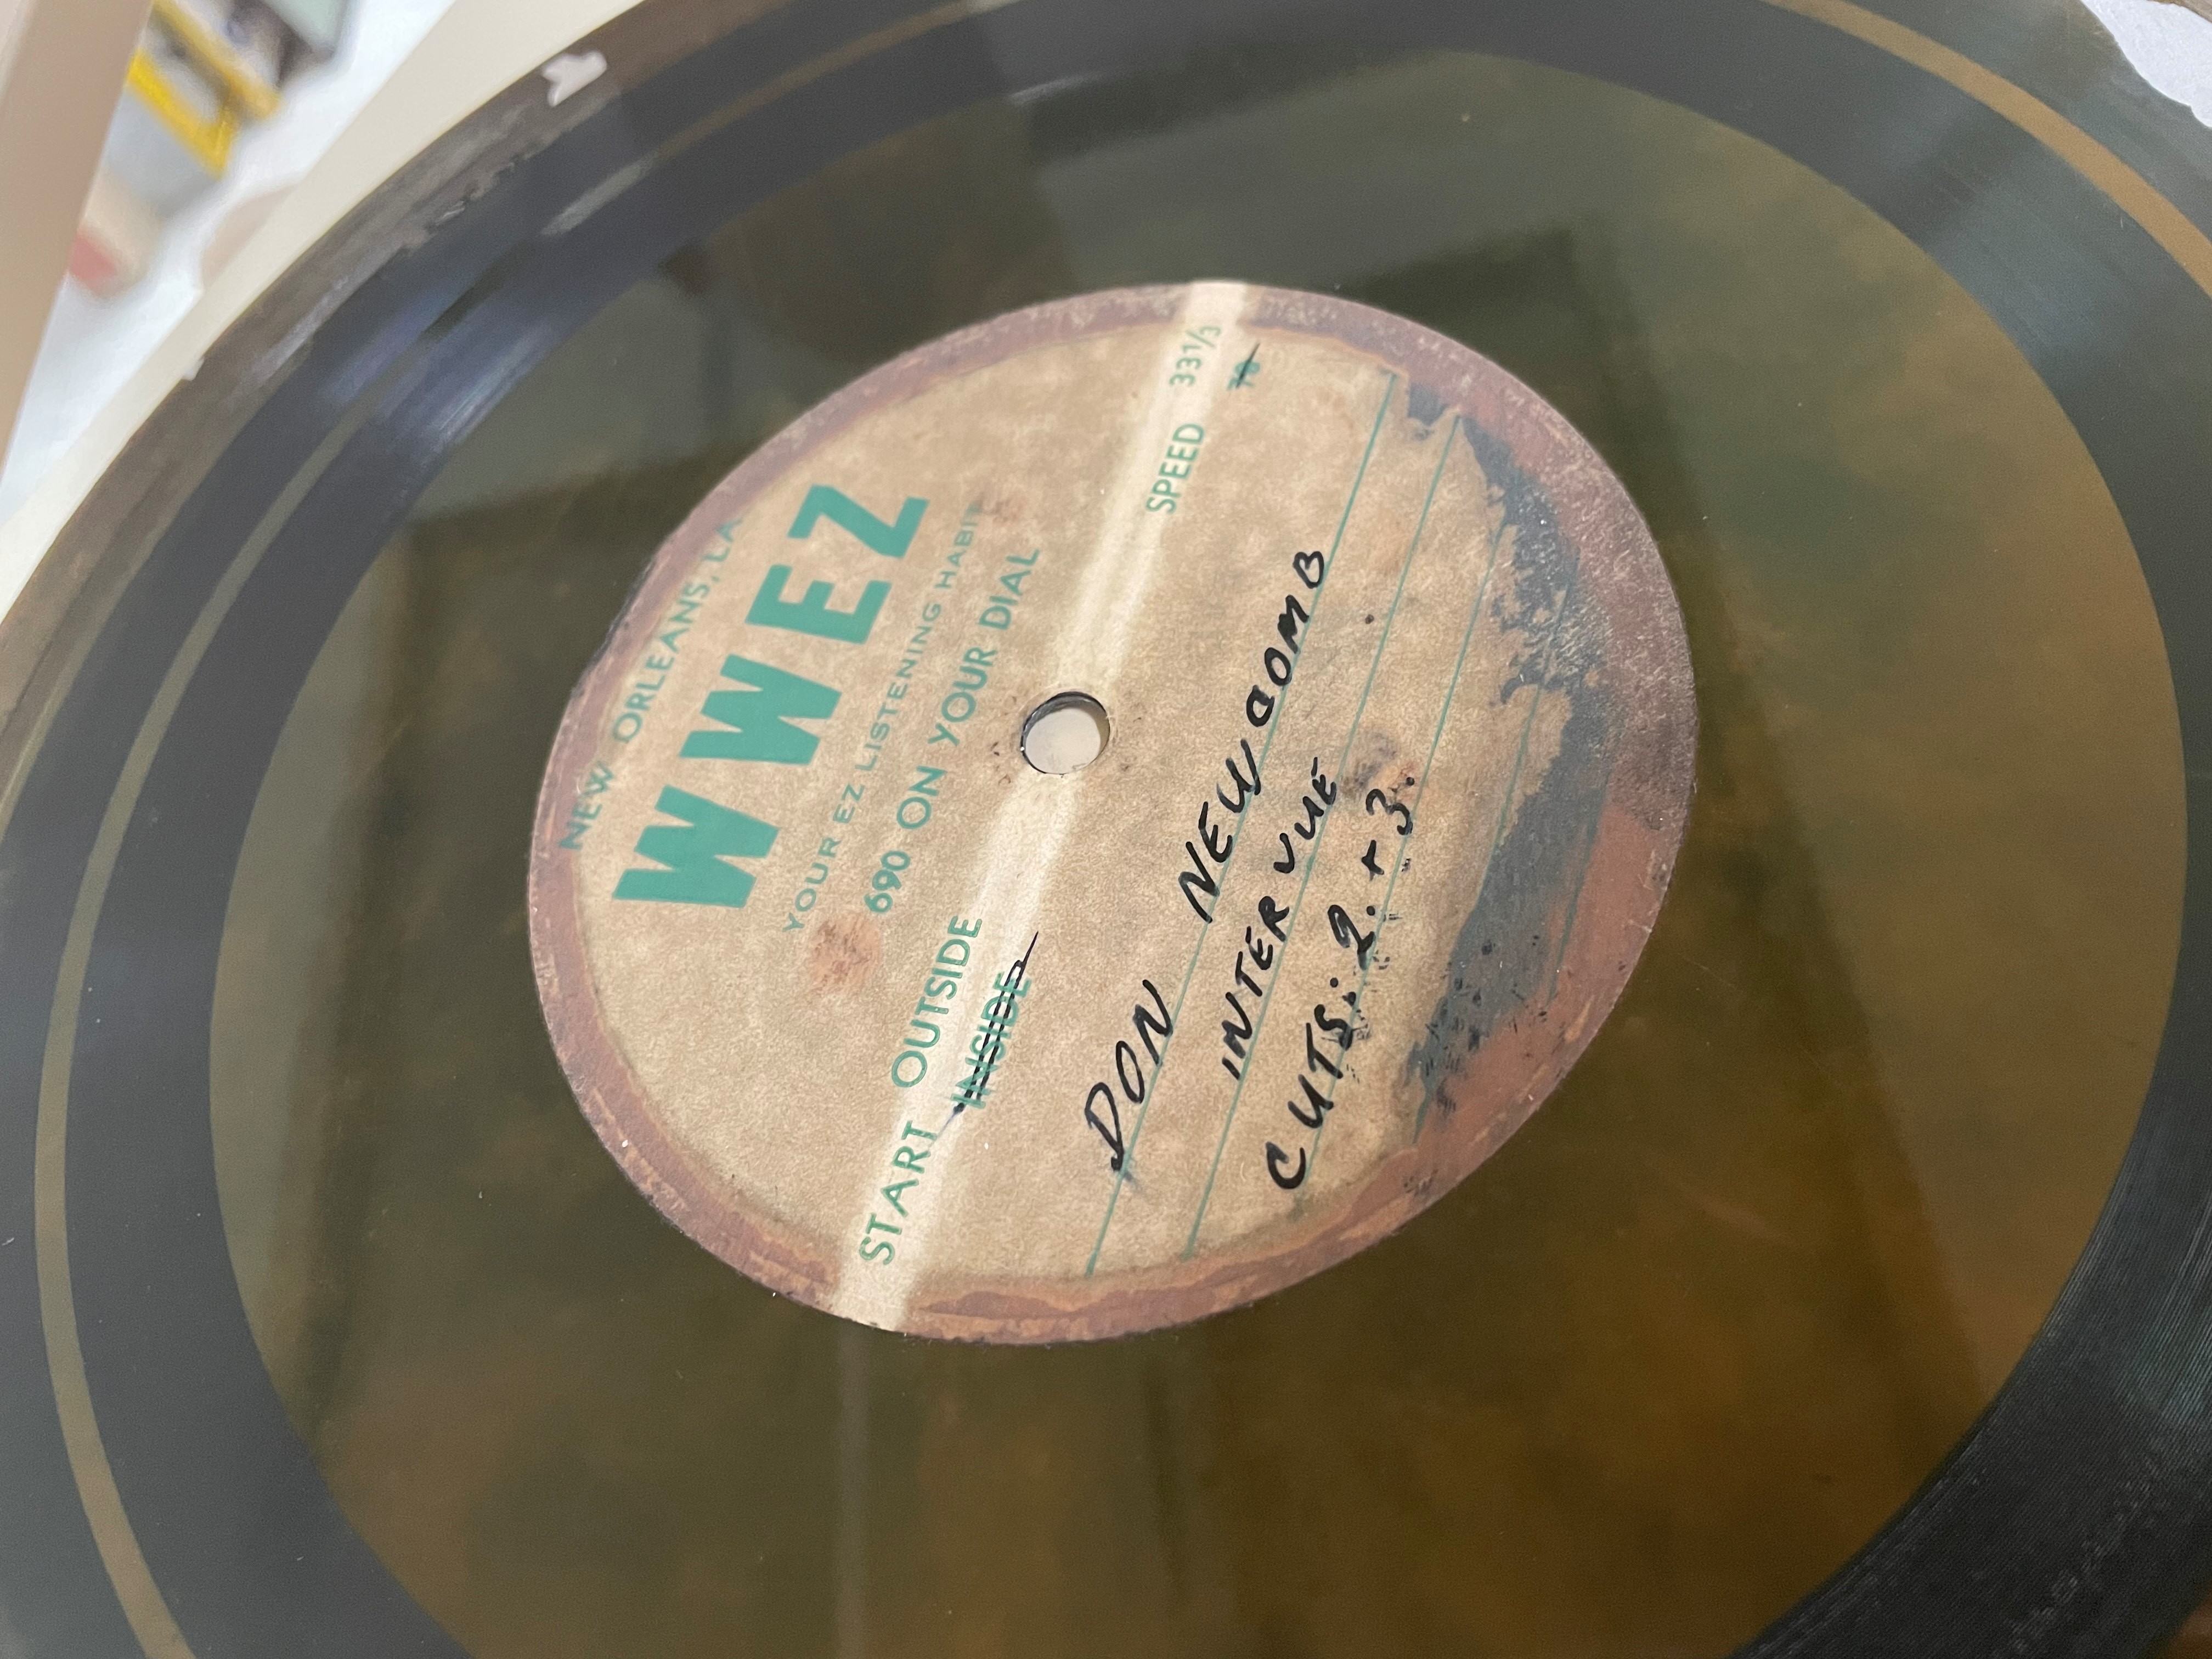 NEW ORLEANS, LA.
WWEZ
YOUR EZ LISTENING HABIT
690 ON YOUR DIAL
START OUTSIDE SPEED 33 1/3
INSIDE 78
DON NEWCOMB
INTERVUE
CUTS: 2. + 3.